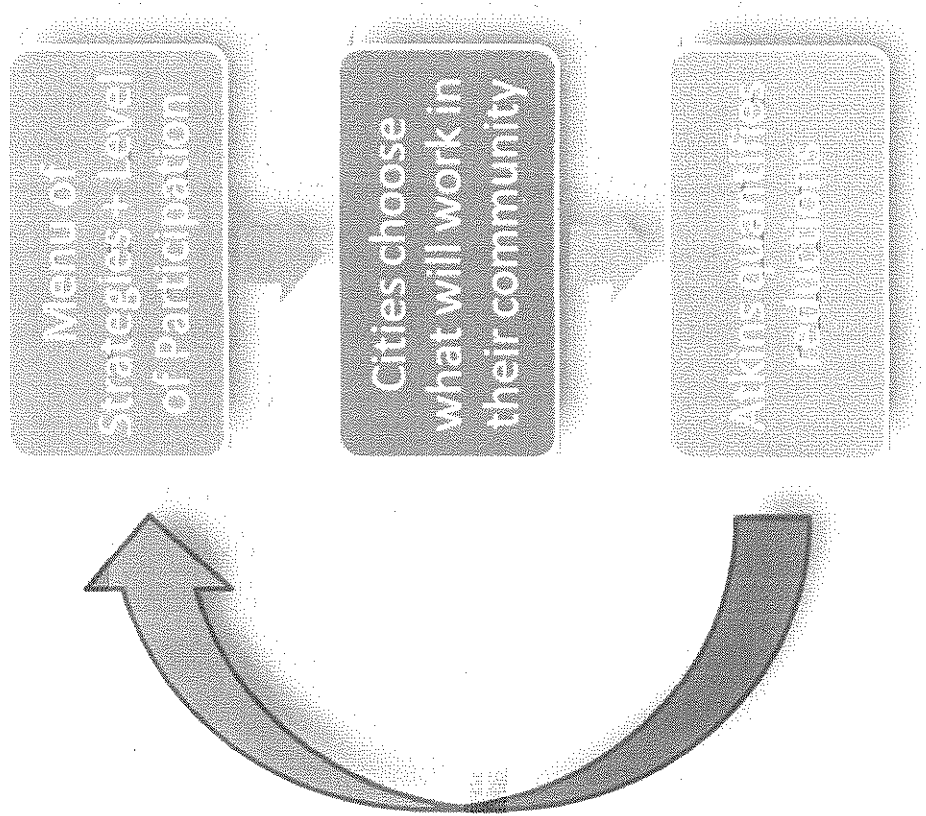 Menu of
Strategies + Level
of Participation
Cities choose
what will work in
their community
Atkins quantifies
reductions